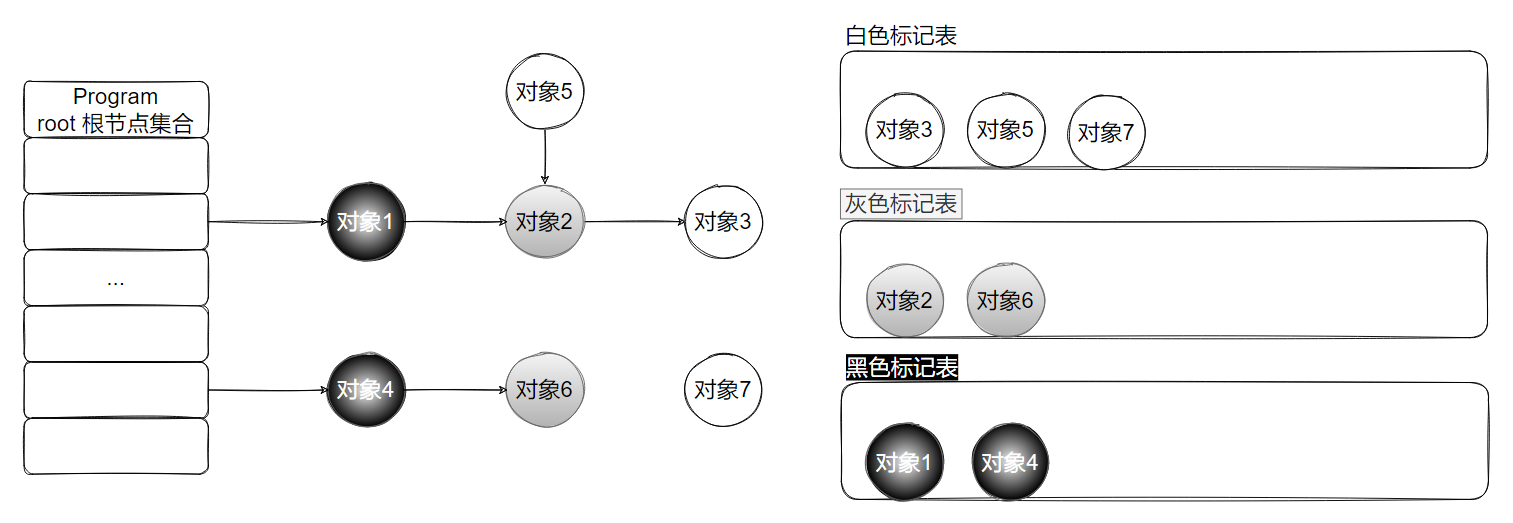 Program
root 根节点集合
...
对象5
对象1
对象2
对象3
对象4
对象6
对象7
白色标记表
对象3
对象5
对象7
灰色标记表
对象2
对象6
黑色标记表
对象1
对象4